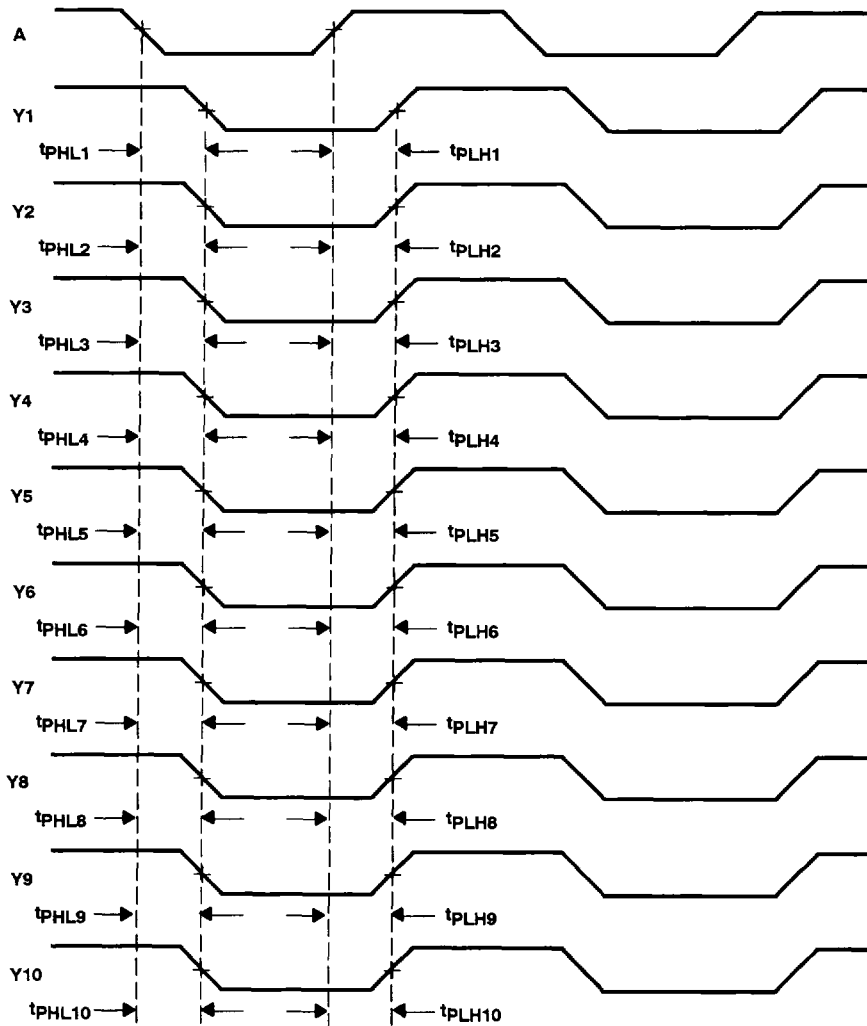 A
Y1
tPHL1 tPLH1
Y2
tPHL2 tPLH2
Y3
tPHL3 tPLH3
Y4
tPHL4 tPLH4
Y5
tPHL5 tPLH5
Y6
tPHL6 tPLH6
Y7
tPHL7 tPLH7
Y8
tPHL8 tPLH8
Y9
tPHL9 tPLH9
Y10
tPHL10 tPLH10